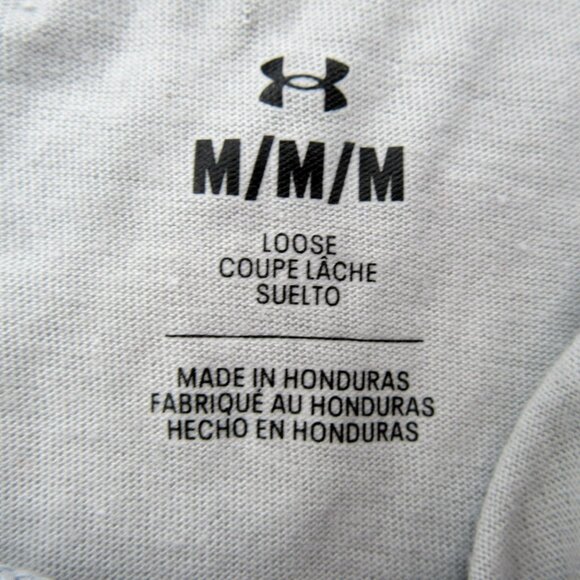 M/M/M
LOOSE
COUPE LÂCHE
SUELTO
MADE IN HONDURAS
FABRIQUÉ AU HONDURAS
HECHO EN HONDURAS